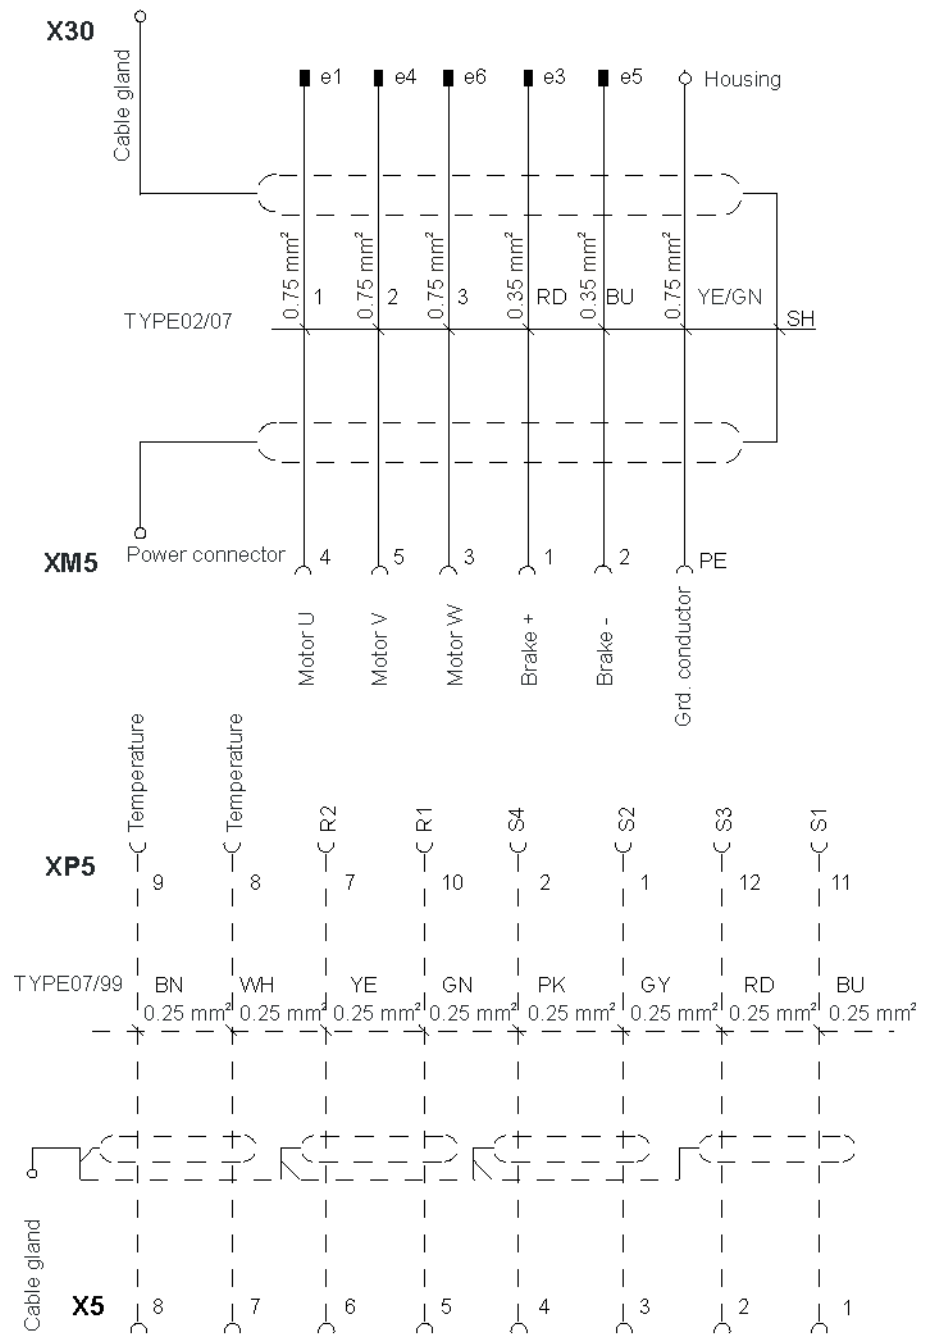 X30
Cable gland
e1 e4 e6 e3 e5 Housing
0.75 mm² 0.75 mm² 0.75 mm² 0.35 mm² 0.35 mm² 0.75 mm²
1 2 3 RD BU YE/GN
TYPE02/07
SH
XM5
Power connector
4 5 3 1 2 PE
Motor U
Motor V
Motor W
Brake +
Brake -
Grd. conductor
Temperature
Temperature
R2
R1
S4
S2
S3
S1
XP5
9 8 7 10 2 1 12 11
TYPE07/99
BN WH YE GN PK GY RD BU
0.25 mm² 0.25 mm² 0.25 mm² 0.25 mm² 0.25 mm² 0.25 mm² 0.25 mm² 0.25 mm²
Cable gland
X5
8 7 6 5 4 3 2 1